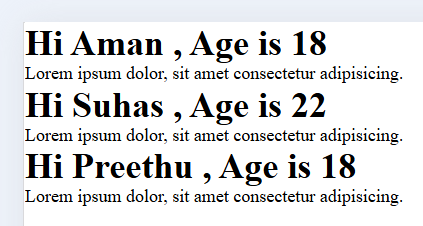 Hi Aman , Age is 18
Lorem ipsum dolor, sit amet consectetur adipisicing.
Hi Suhas , Age is 22
Lorem ipsum dolor, sit amet consectetur adipisicing.
Hi Preethu , Age is 18
Lorem ipsum dolor, sit amet consectetur adipisicing.